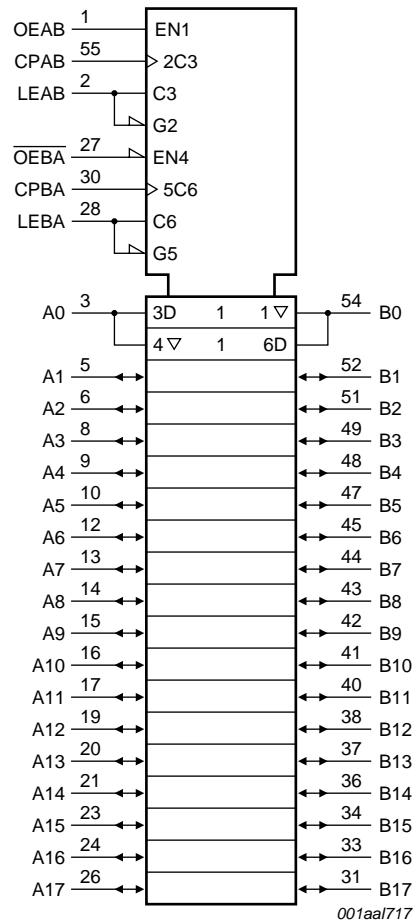 OEAB 1 EN1
CPAB 55 2C3
LEAB 2 C3
G2
OEBA 27 EN4
CPBA 30 5C6
LEBA 28 C6
G5
A0 3 3D 1 1 ▽ 54 B0
4 ▽ 1 6D
A1 5 52 B1
A2 6 51 B2
A3 8 49 B3
A4 9 48 B4
A5 10 47 B5
A6 12 45 B6
A7 13 44 B7
A8 14 43 B8
A9 15 42 B9
A10 16 41 B10
A11 17 40 B11
A12 19 38 B12
A13 20 37 B13
A14 21 36 B14
A15 23 34 B15
A16 24 33 B16
A17 26 31 B17
001aal717